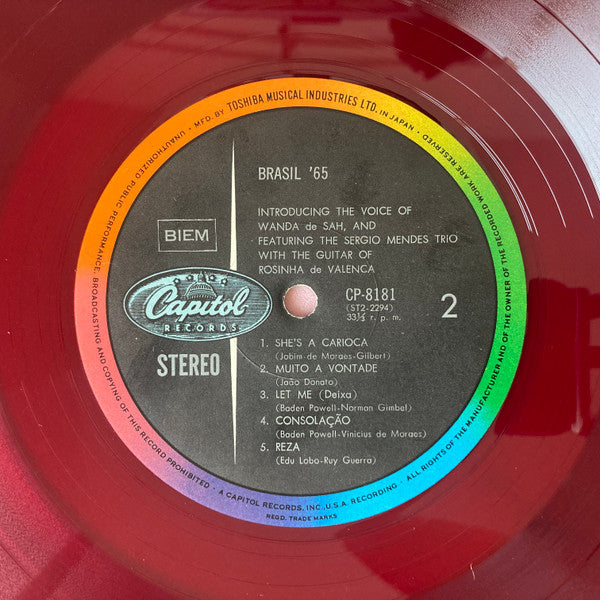 MFD. BY TOSHIBA MUSICAL INDUSTRIES LTD. IN JAPAN
UNAUTHORIZED PUBLIC PERFORMANCE, BROADCASTING AND COPYING OF THIS RECORD PROHIBITED · ALL RIGHTS OF THE MANUFACTURER AND OF THE OWNER OF THE RECORDED WORK ARE RESERVED
BRASIL '65
INTRODUCING THE VOICE OF
WANDA de SAH, AND
FEATURING THE SERGIO MENDES TRIO
WITH THE GUITAR OF
ROSINHA de VALENCA
BIEM
Capitol
RECORDS
STEREO
CP-8181
(ST2-2294)
33⅓ r. p. m.
2
1. SHE'S A CARIOCA
(Jobim-de Moraes-Gilbert)
2. MUITO A VONTADE
(Jaão Donato)
3. LET ME (Deixa)
(Baden Powell-Norman Gimbel)
4. CONSOLAÇÃO
(Baden Powell-Vinicius de Moraes)
5. REZA
(Edu Lobo-Ruy Guerra)
A CAPITOL RECORDS, INC., U.S.A. RECORDING
REGD. TRADE MARKS